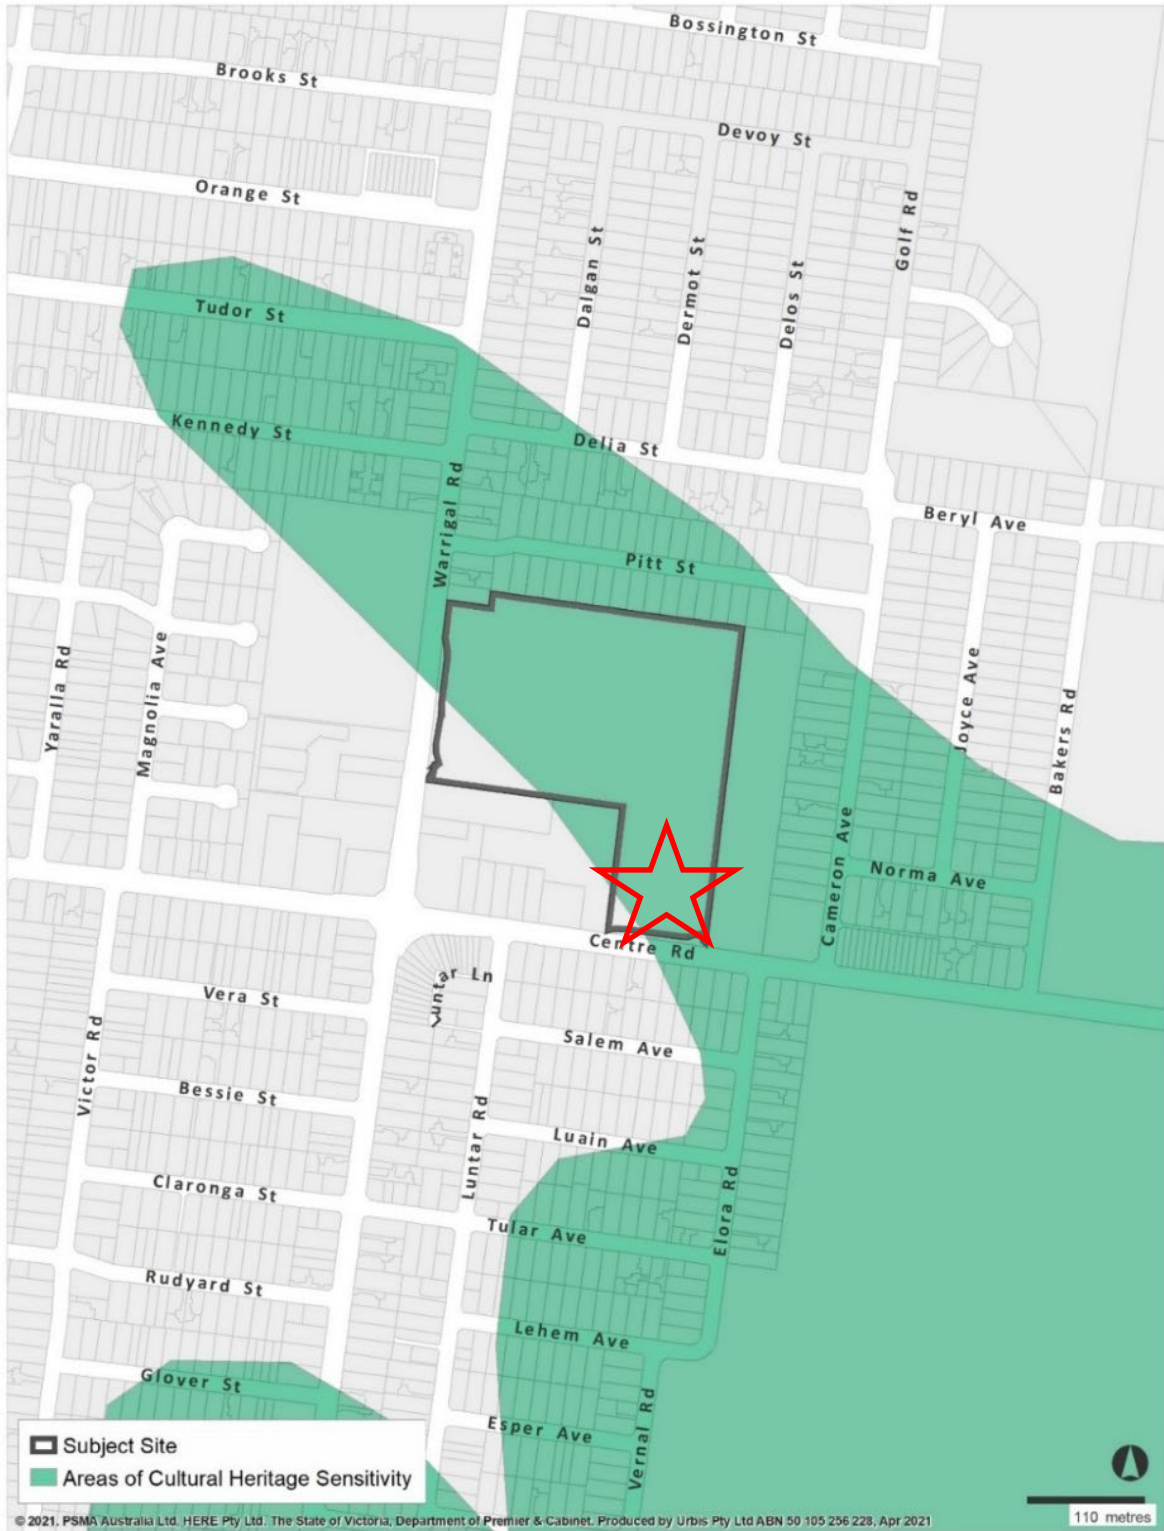 Bossington St
Brooks St
Devoy St
Orange St
Golf Rd
Dalgan St
Dermot St
Delos St
Tudor St
Kennedy St
Delia St
Warrigal Rd
Beryl Ave
Pitt St
Yaralla Rd
Magnolia Ave
Joyce Ave
Bakers Rd
Cameron Ave
Norma Ave
Centre Rd
Luntar Ln
Vera St
Salem Ave
Victor Rd
Bessie St
Luntar Rd
Luain Ave
Claronga St
Elora Rd
Tular Ave
Rudyard St
Lehem Ave
Glover St
Esper Ave
Vernal Rd
Subject Site
Areas of Cultural Heritage Sensitivity
110 metres
© 2021. PSMA Australia Ltd. HERE Pty Ltd. The State of Victoria, Department of Premier & Cabinet. Produced by Urbis Pty Ltd ABN 50 105 256 228, Apr 2021